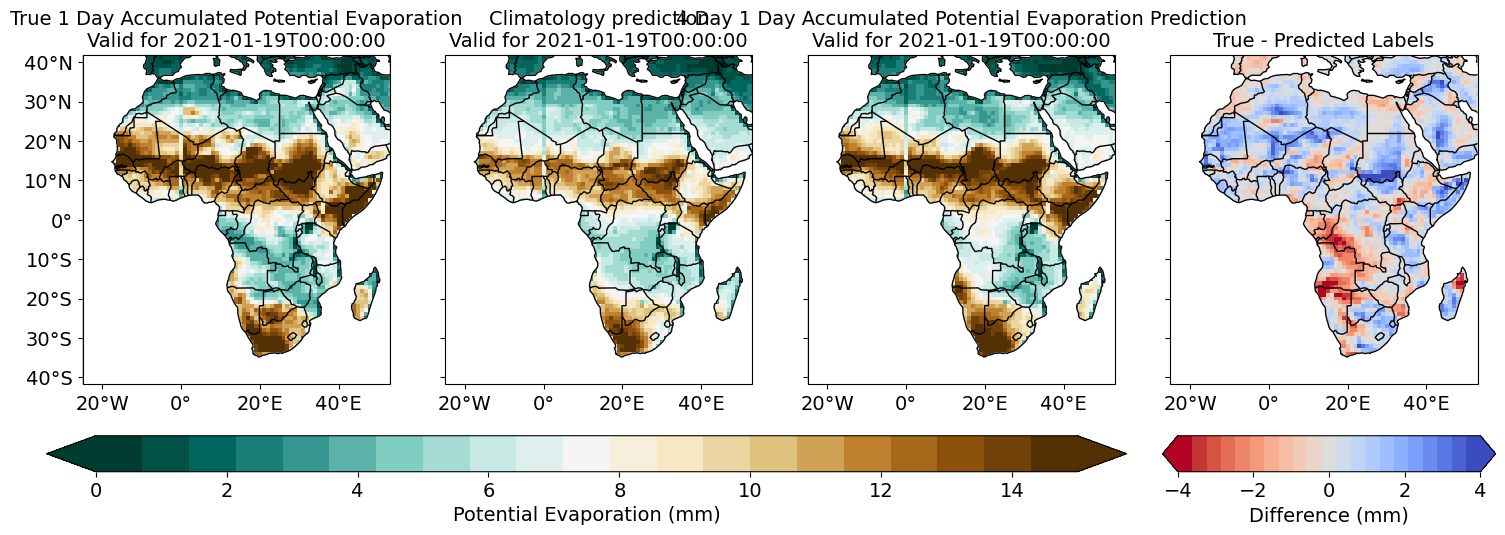 True 1 Day Accumulated Potential Evaporation
Valid for 2021-01-19T00:00:00
Climatology prediction
Valid for 2021-01-19T00:00:00
4 Day 1 Day Accumulated Potential Evaporation Prediction
Valid for 2021-01-19T00:00:00
True - Predicted Labels
40°N
30°N
20°N
10°N
0°
10°S
20°S
30°S
40°S
20°W 0° 20°E 40°E
20°W 0° 20°E 40°E
20°W 0° 20°E 40°E
20°W 0° 20°E 40°E
0 2 4 6 8 10 12 14
Potential Evaporation (mm)
−4 −2 0 2 4
Difference (mm)